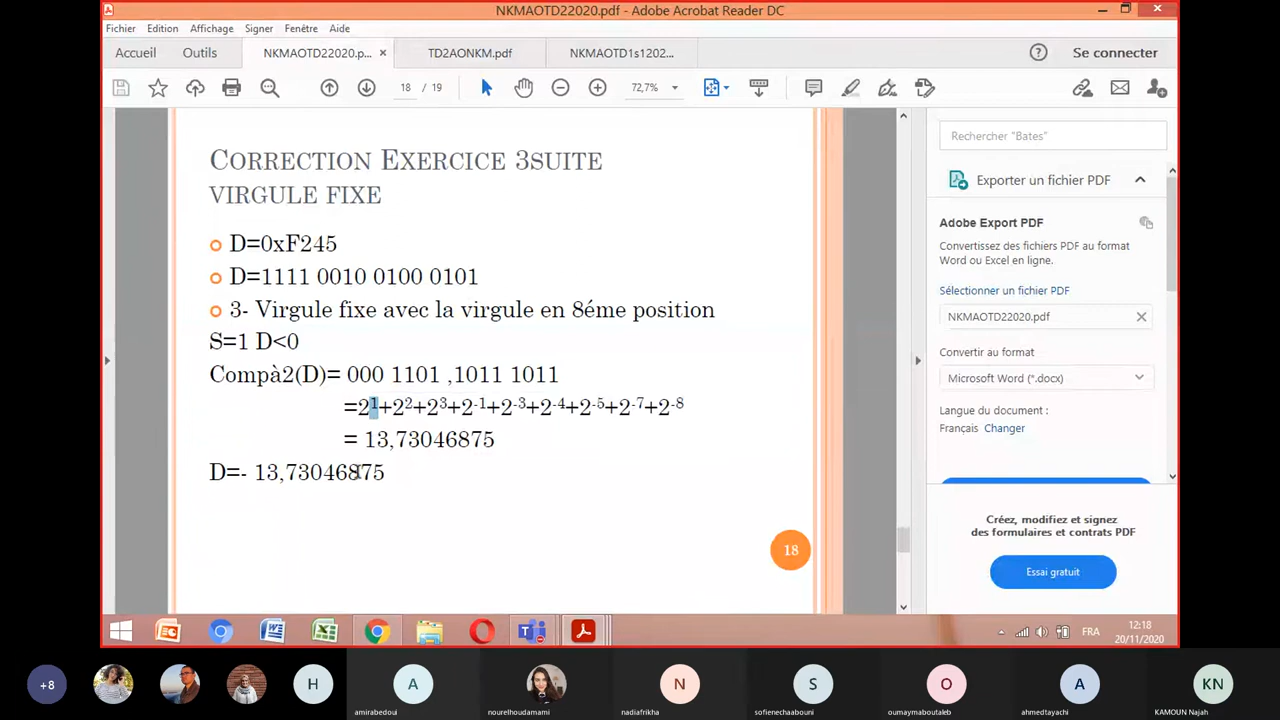 NKMAOTD22020.pdf - Adobe Acrobat Reader DC
Fichier Edition Affichage Signer Fenêtre Aide
Accueil Outils NKMAOTD22020.p... × TD2AONKM.pdf NKMAOTD1s1202... Se connecter
18 / 19 72,7%
CORRECTION EXERCICE 3SUITE
VIRGULE FIXE
D=0xF245
D=1111 0010 0100 0101
3- Virgule fixe avec la virgule en 8éme position
S=1 D<0
Compà2(D)= 000 1101 ,1011 1011
=2¹+2²+2³+2⁻¹+2⁻³+2⁻⁴+2⁻⁵+2⁻⁷+2⁻⁸
= 13,73046875
D=- 13,73046875
18
Rechercher "Bates"
Exporter un fichier PDF
Adobe Export PDF
Convertissez des fichiers PDF au format
Word ou Excel en ligne.
Sélectionner un fichier PDF
NKMAOTD22020.pdf
Convertir au format
Microsoft Word (*.docx)
Langue du document :
Français Changer
Créez, modifiez et signez
des formulaires et contrats PDF
Essai gratuit
FRA
12:18
20/11/2020
+8 H A N S O A KN
amirabedoui nourelhoudamami nadiafrikha sofienechaabouni oumaymaboutaleb ahmedtayachi KAMOUN Najah